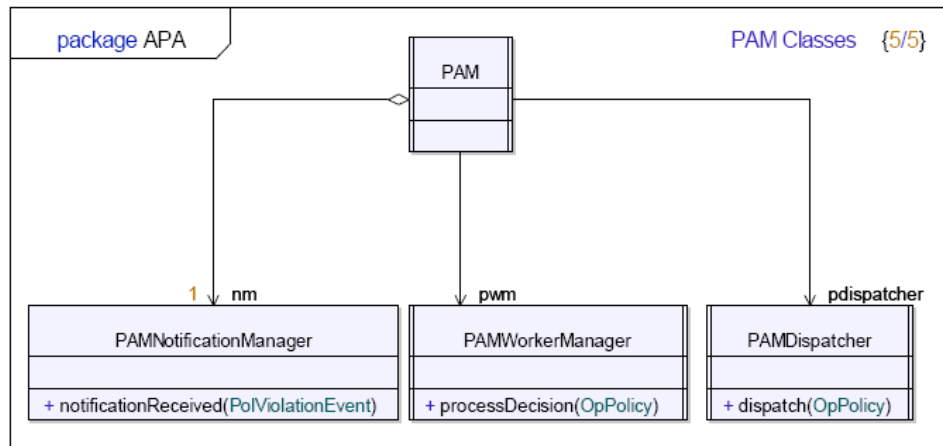 package APA
PAM Classes {5/5}
PAM
1 nm
pwm
pdispatcher
PAMNotificationManager
PAMWorkerManager
PAMDispatcher
+ notificationReceived(PolViolationEvent)
+ processDecision(OpPolicy)
+ dispatch(OpPolicy)